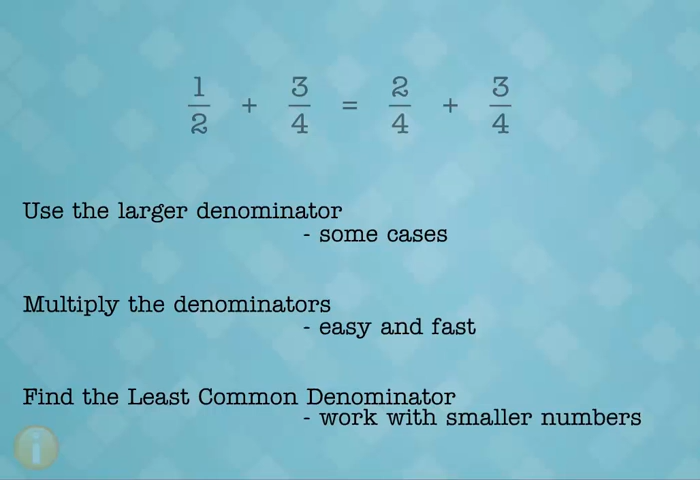 1/2 + 3/4 = 2/4 + 3/4
Use the larger denominator
- some cases
Multiply the denominators
- easy and fast
Find the Least Common Denominator
- work with smaller numbers
i